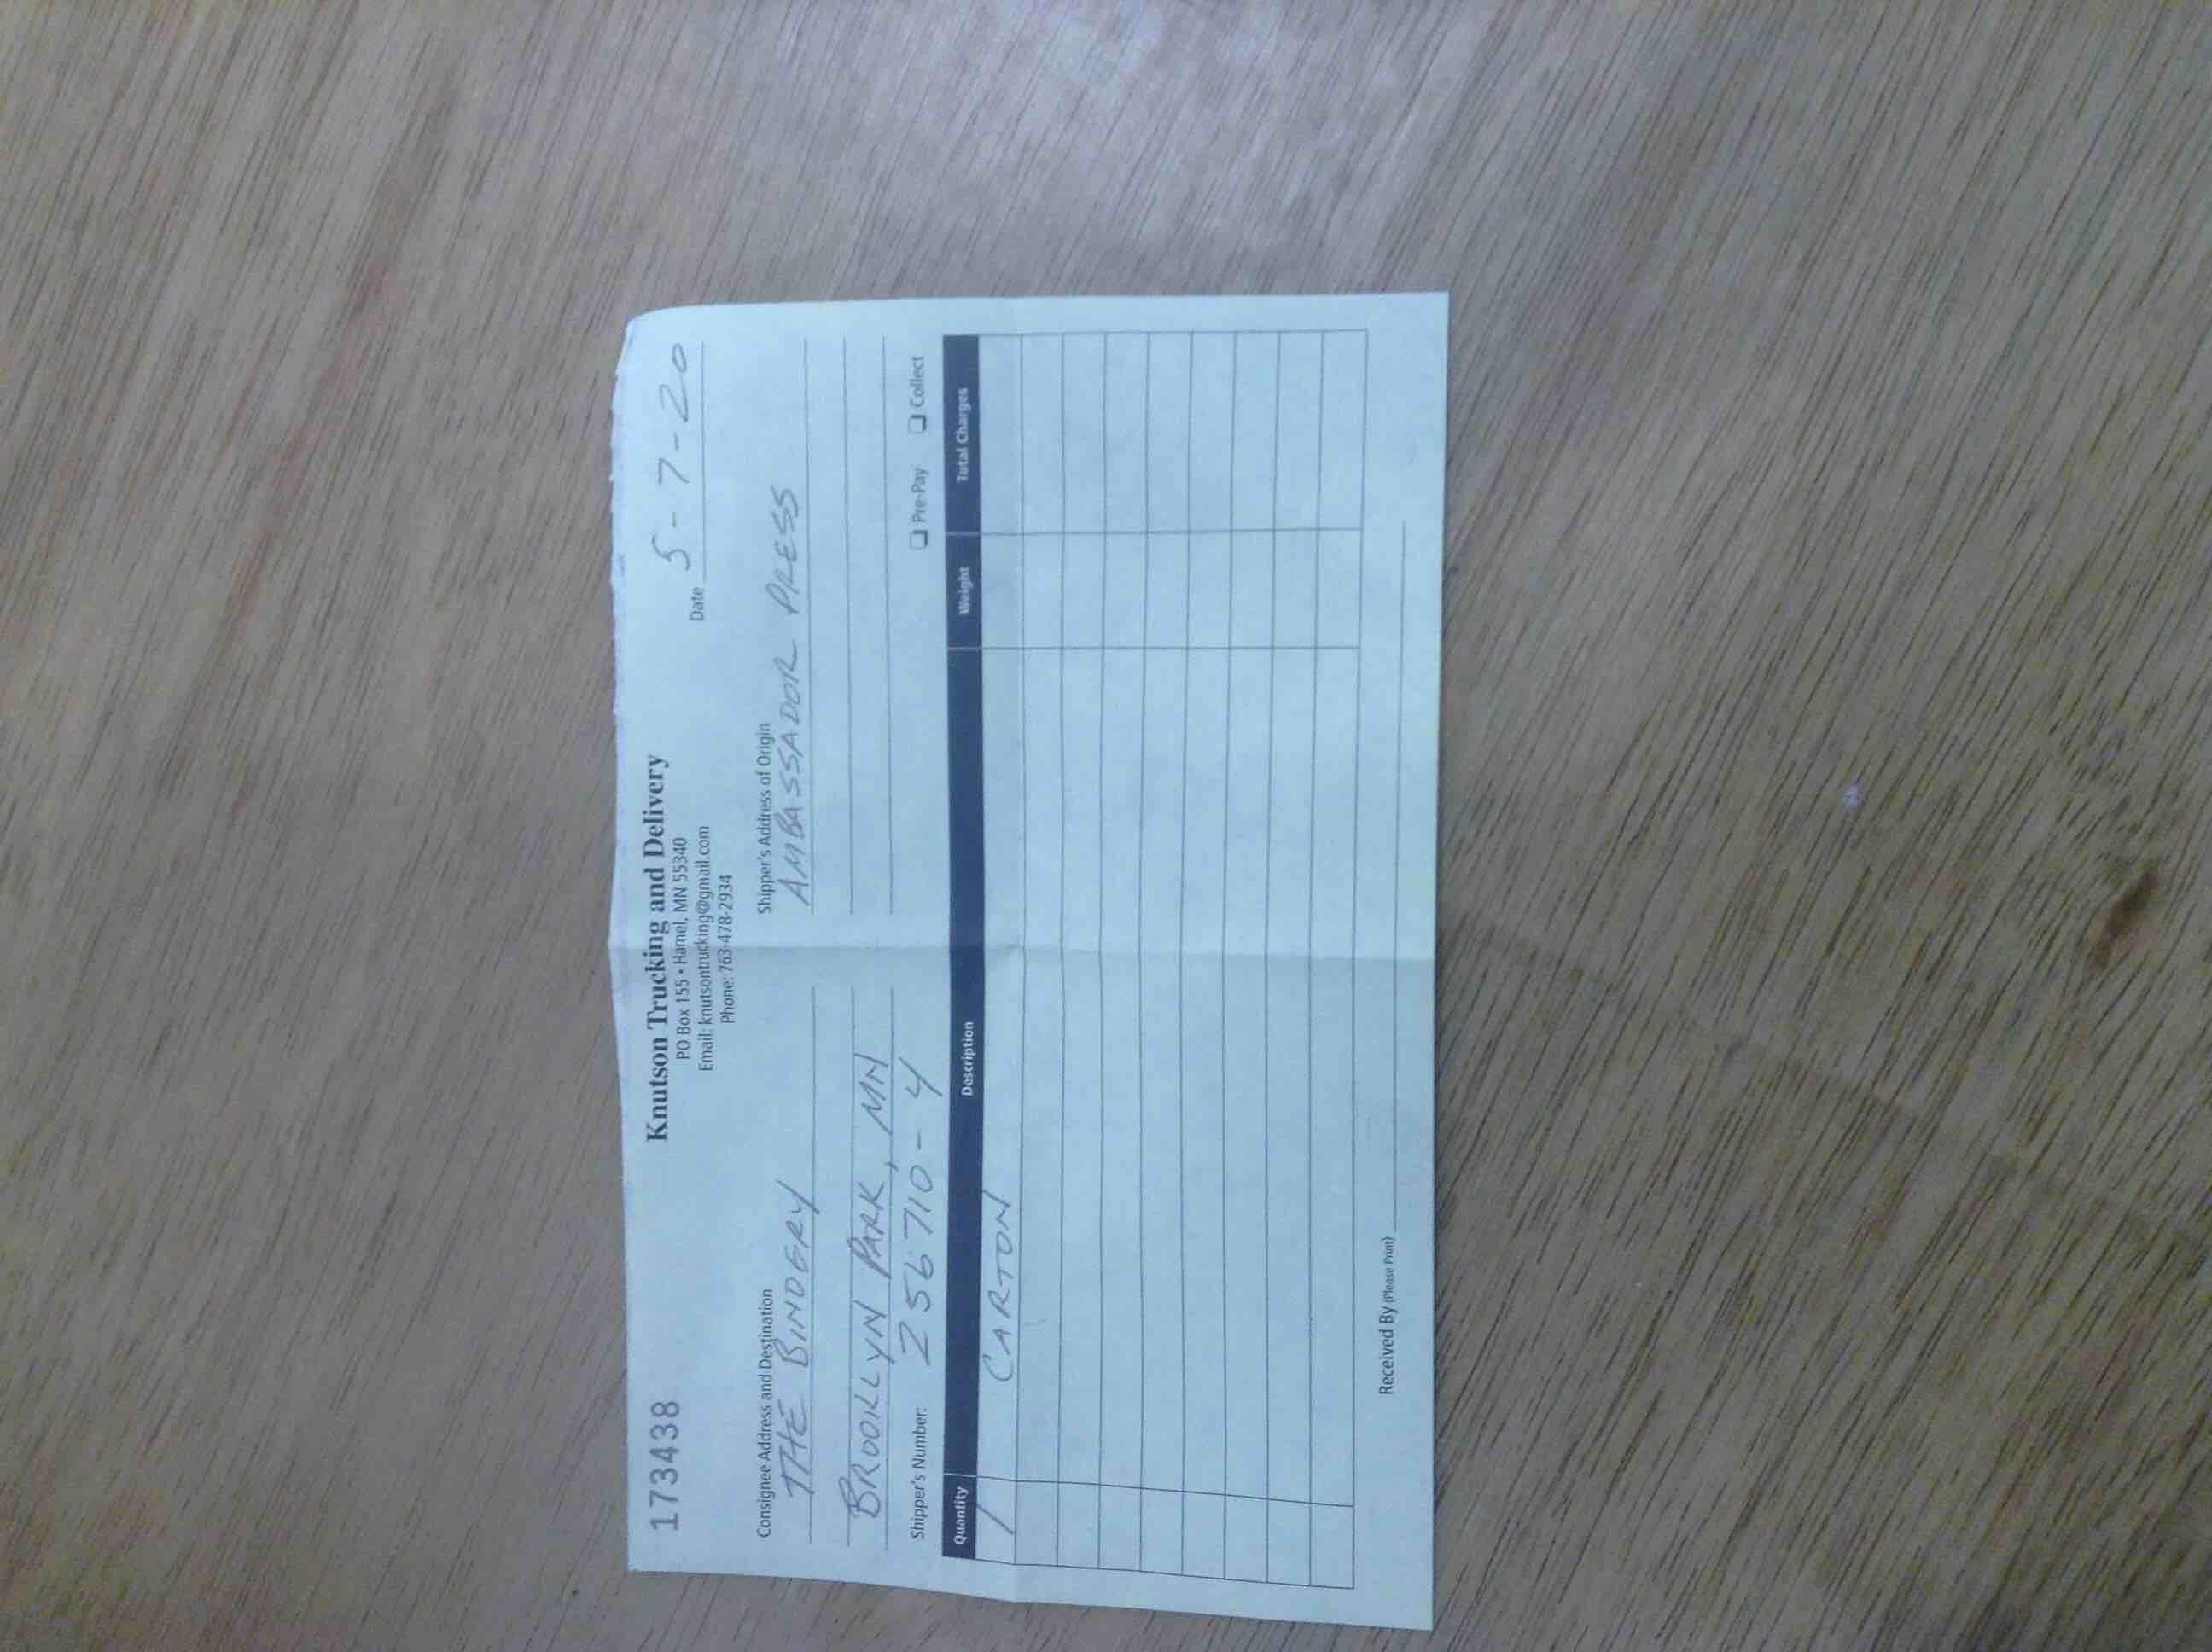 173438
Knutson Trucking and Delivery
PO Box 155 • Hamel, MN 55340
Email: knutsontrucking@gmail.com
Phone: 763-478-2934
Date 5-7-20
Consignee Address and Destination
THE BINDERY
BROOKLYN PARK, MN
Shipper's Address of Origin
AMBASSADOR PRESS
Shipper's Number: 256710-4
❏ Pre-Pay ❏ Collect
Quantity Description Weight Total Charges
1 CARTON
Received By (Please Print)